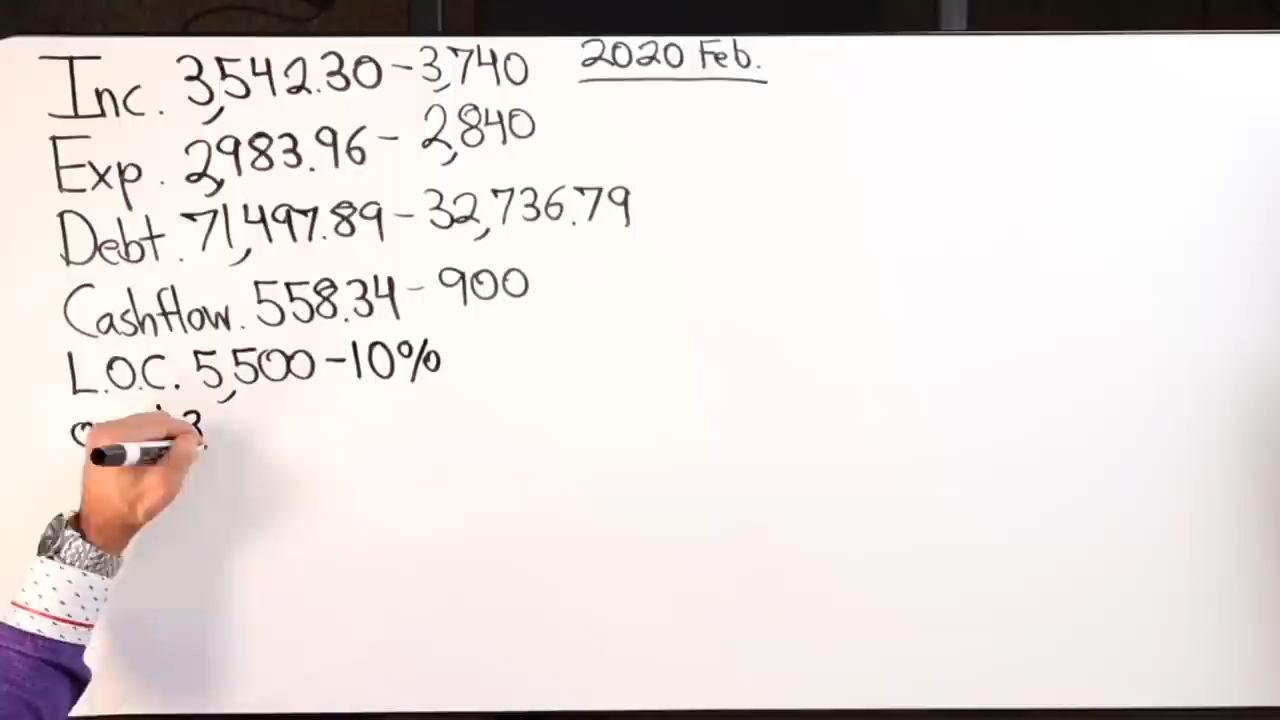 Inc. 3,542.30 - 3,740
2020 Feb.
Exp. 2,983.96 - 2,840
Debt. 71,497.89 - 32,736.79
Cashflow. 558.34 - 900
L.O.C. 5,500 - 10%